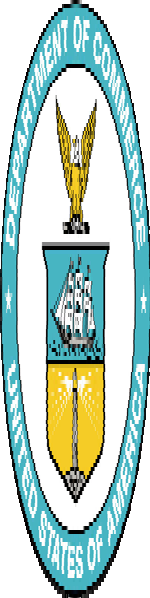 DEPARTMENT OF COMMERCE
UNITED STATES OF AMERICA